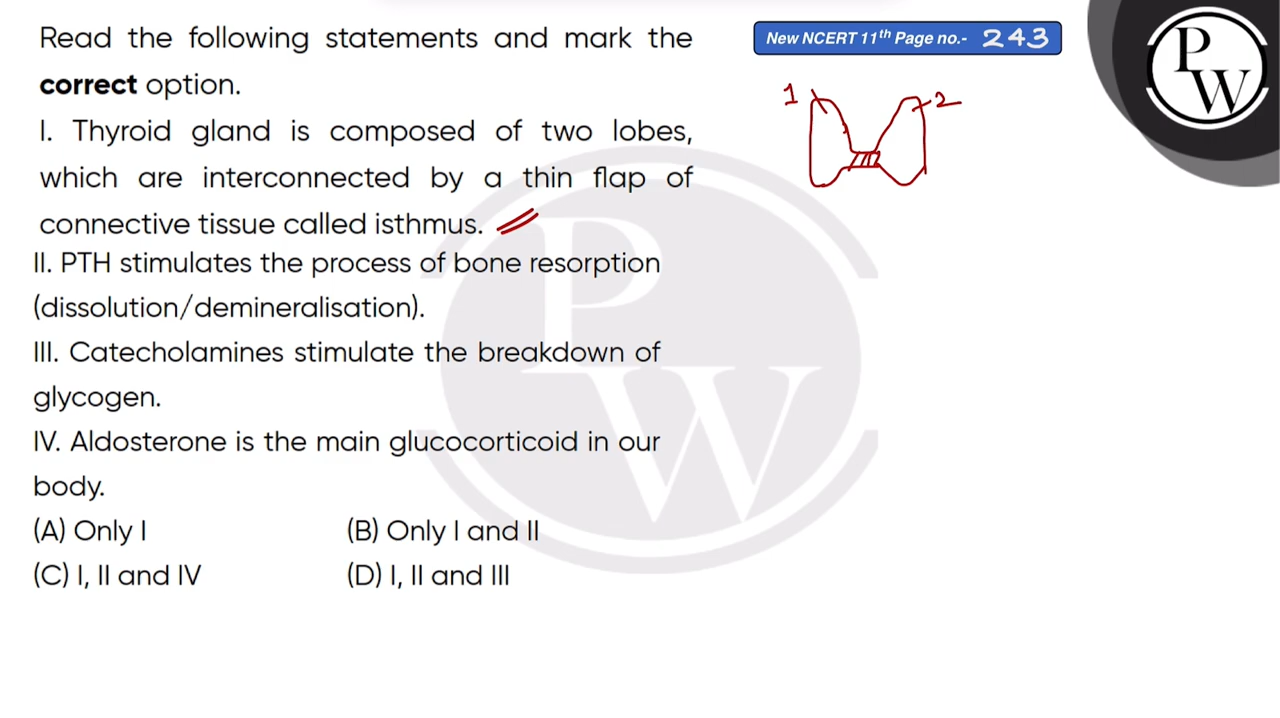 Read the following statements and mark the
correct option.
I. Thyroid gland is composed of two lobes,
which are interconnected by a thin flap of
connective tissue called isthmus.
II. PTH stimulates the process of bone resorption
(dissolution/demineralisation).
III. Catecholamines stimulate the breakdown of
glycogen.
IV. Aldosterone is the main glucocorticoid in our
body.
(A) Only I (B) Only I and II
(C) I, II and IV (D) I, II and III
New NCERT 11th Page no.- 243
1 2
P
W
P
W